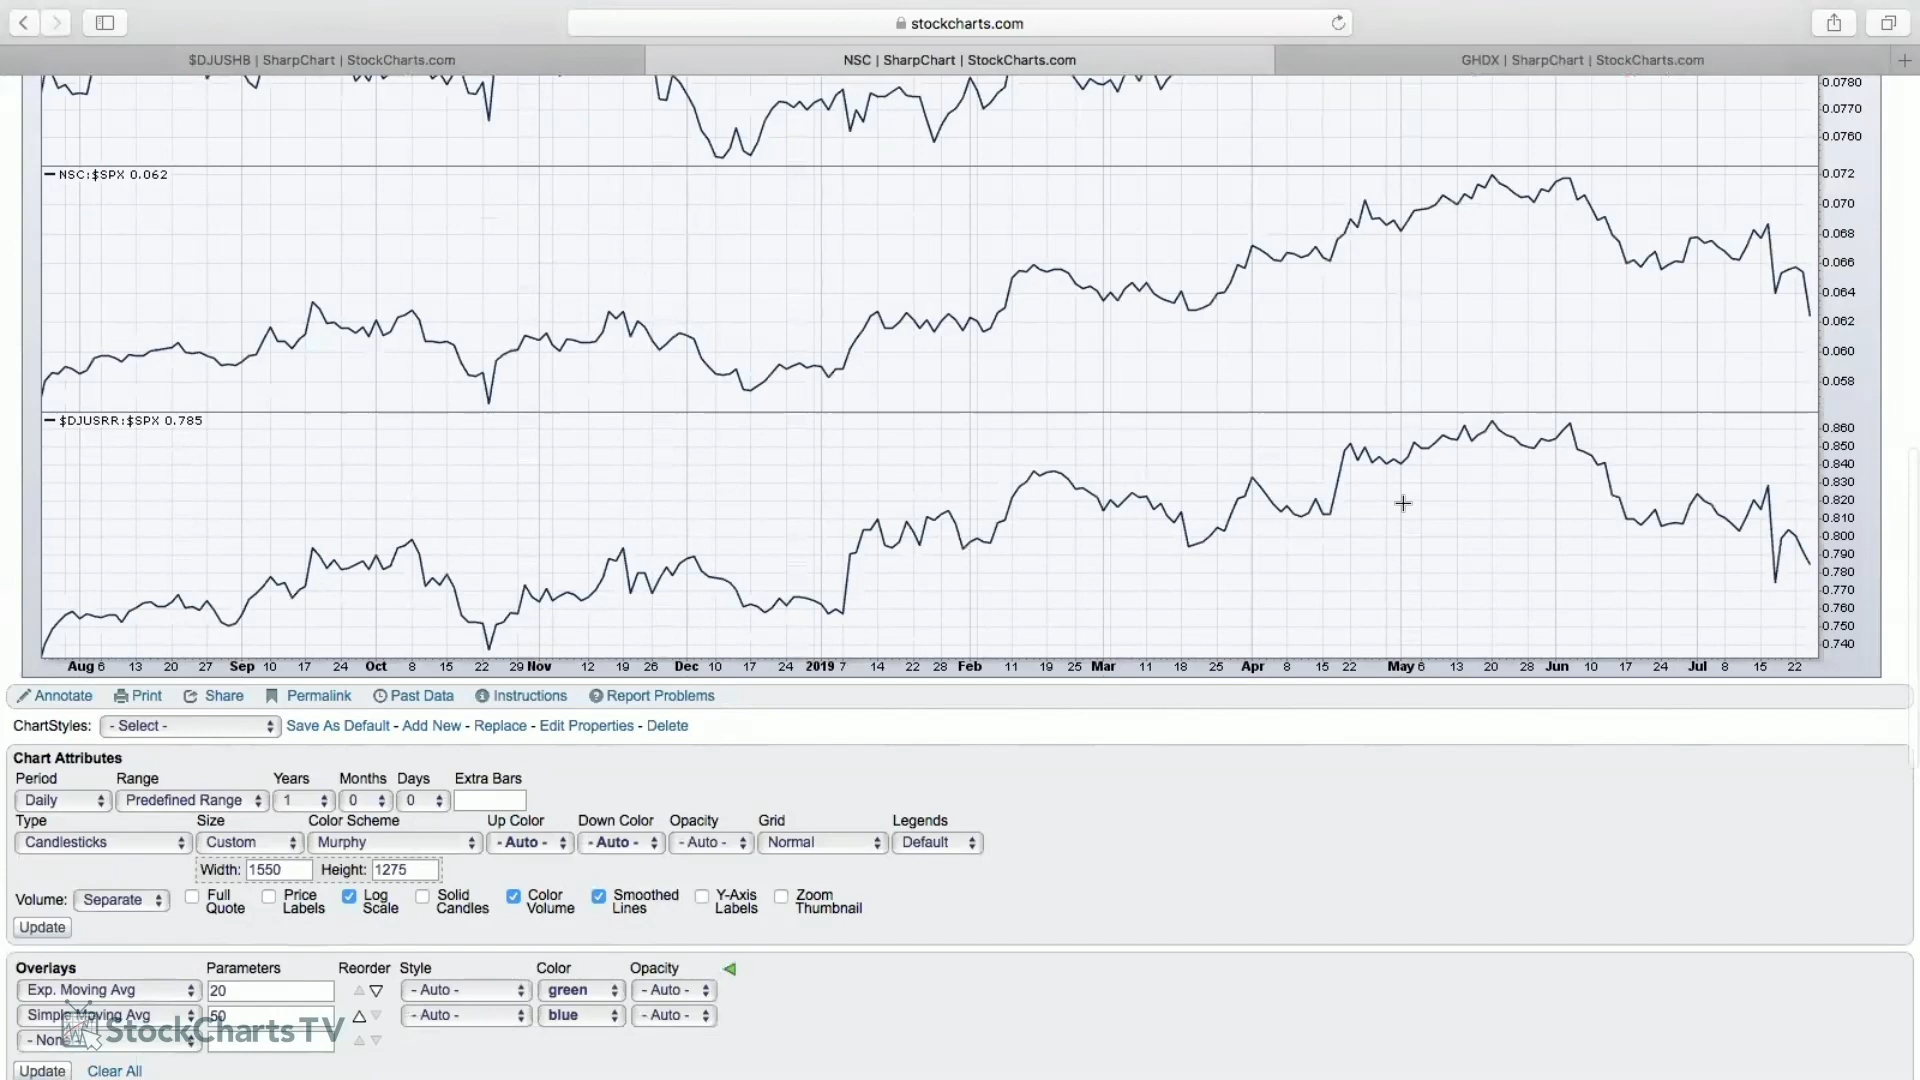 stockcharts.com
$DJUSHB | SharpChart | StockCharts.com
NSC | SharpChart | StockCharts.com
GHDX | SharpChart | StockCharts.com
0.0780
0.0770
0.0760
NSC:$SPX 0.062
0.072
0.070
0.068
0.066
0.064
0.062
0.060
0.058
$DJUSRR:$SPX 0.785
0.860
0.850
0.840
0.830
0.820
0.810
0.800
0.790
0.780
0.770
0.760
0.750
0.740
Aug 6 13 20 27 Sep 10 17 24 Oct 8 15 22 29 Nov 12 19 26 Dec 10 17 24 2019 7 14 22 28 Feb 11 19 25 Mar 11 18 25 Apr 8 15 22 May 6 13 20 28 Jun 10 17 24 Jul 8 15 22
Annotate Print Share Permalink Past Data Instructions Report Problems
ChartStyles: - Select - Save As Default - Add New - Replace - Edit Properties - Delete
Chart Attributes
Period Range Years Months Days Extra Bars
Daily Predefined Range 1 0 0
Type Size Color Scheme Up Color Down Color Opacity Grid Legends
Candlesticks Custom Murphy - Auto - - Auto - - Auto - Normal Default
Width: 1550 Height: 1275
Volume: Separate Full Quote Price Labels Log Scale Solid Candles Color Volume Smoothed Lines Y-Axis Labels Zoom Thumbnail
Update
Overlays Parameters Reorder Style Color Opacity
Exp. Moving Avg 20 - Auto - green - Auto -
Simple Moving Avg 50 - Auto - blue - Auto -
- None
StockCharts TV
Update Clear All